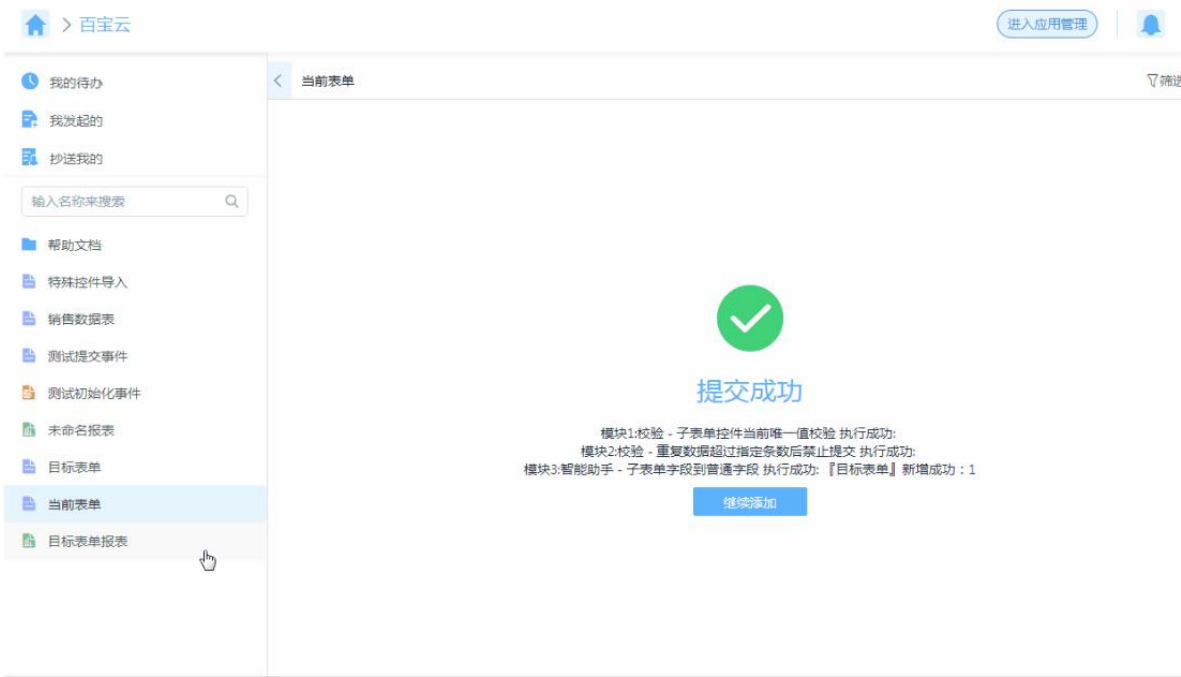 > 百宝云
进入应用管理
我的待办
我发起的
抄送我的
输入名称来搜索
帮助文档
特殊控件导入
销售数据表
测试提交事件
测试初始化事件
未命名报表
目标表单
当前表单
目标表单报表
当前表单
筛选
提交成功
模块1:校验 - 子表单控件当前唯一值校验 执行成功:
模块2:校验 - 重复数据超过指定条数后禁止提交 执行成功:
模块3:智能助手 - 子表单字段到普通字段 执行成功:『目标表单』新增成功：1
继续添加